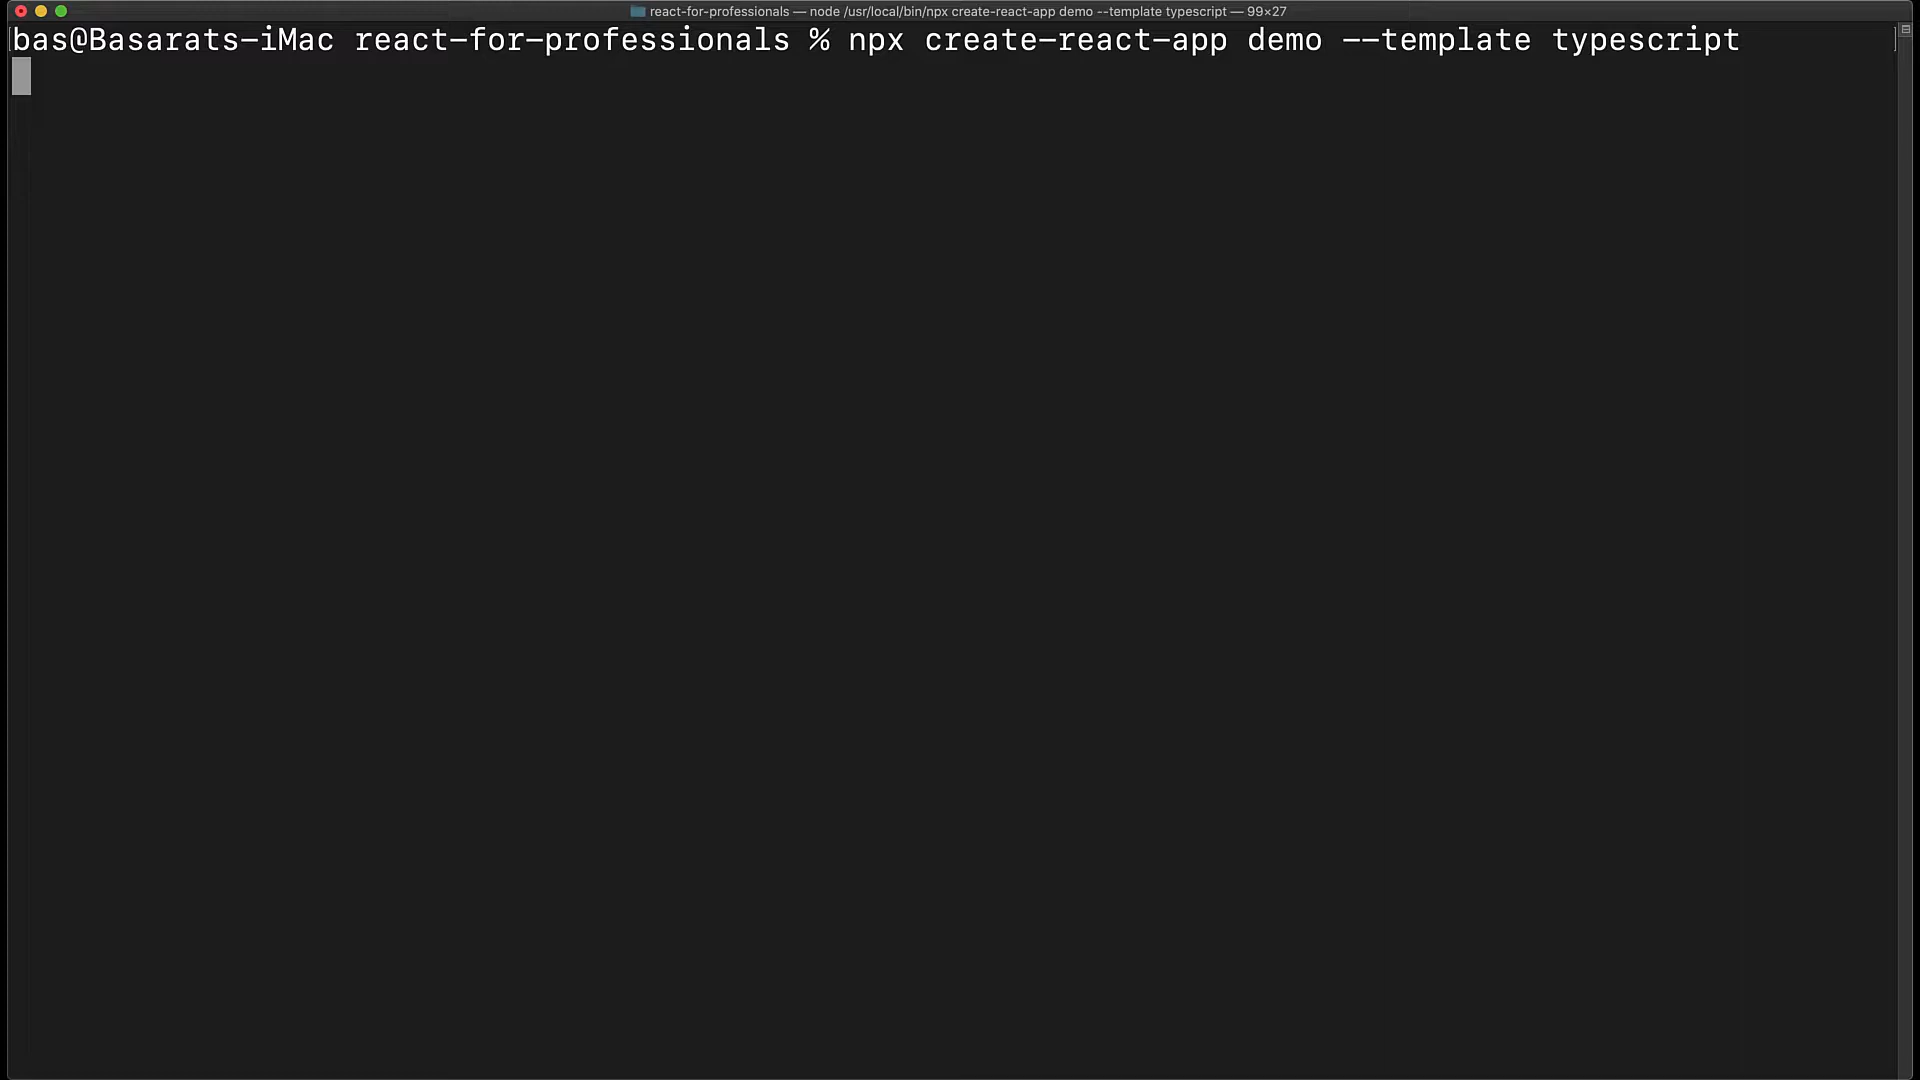 react-for-professionals — node /usr/local/bin/npx create-react-app demo --template typescript — 99×27
bas@Basarats-iMac react-for-professionals % npx create-react-app demo --template typescript